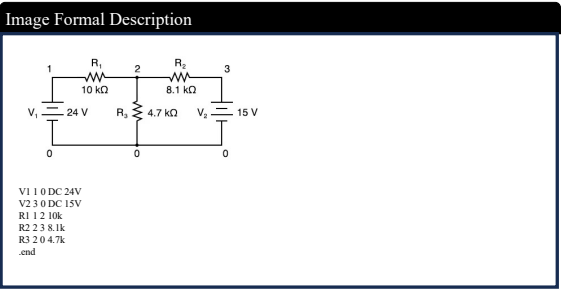 Image Formal Description
1 R₁ 2 R₂ 3
10 kΩ 8.1 kΩ
V₁ 24 V R₃ 4.7 kΩ V₂ 15 V
0 0 0
V1 1 0 DC 24V
V2 3 0 DC 15V
R1 1 2 10k
R2 2 3 8.1k
R3 2 0 4.7k
.end